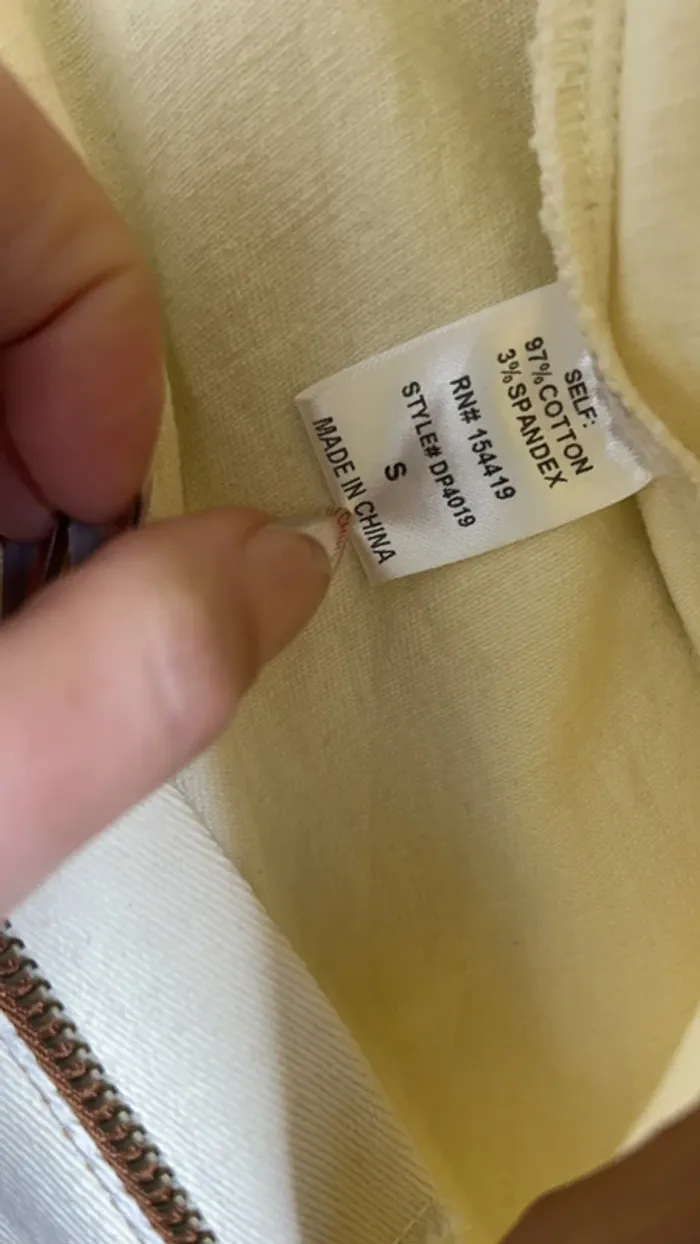 SELF:
97%COTTON
3%SPANDEX
RN# 154419
STYLE# DP4019
S
MADE IN CHINA